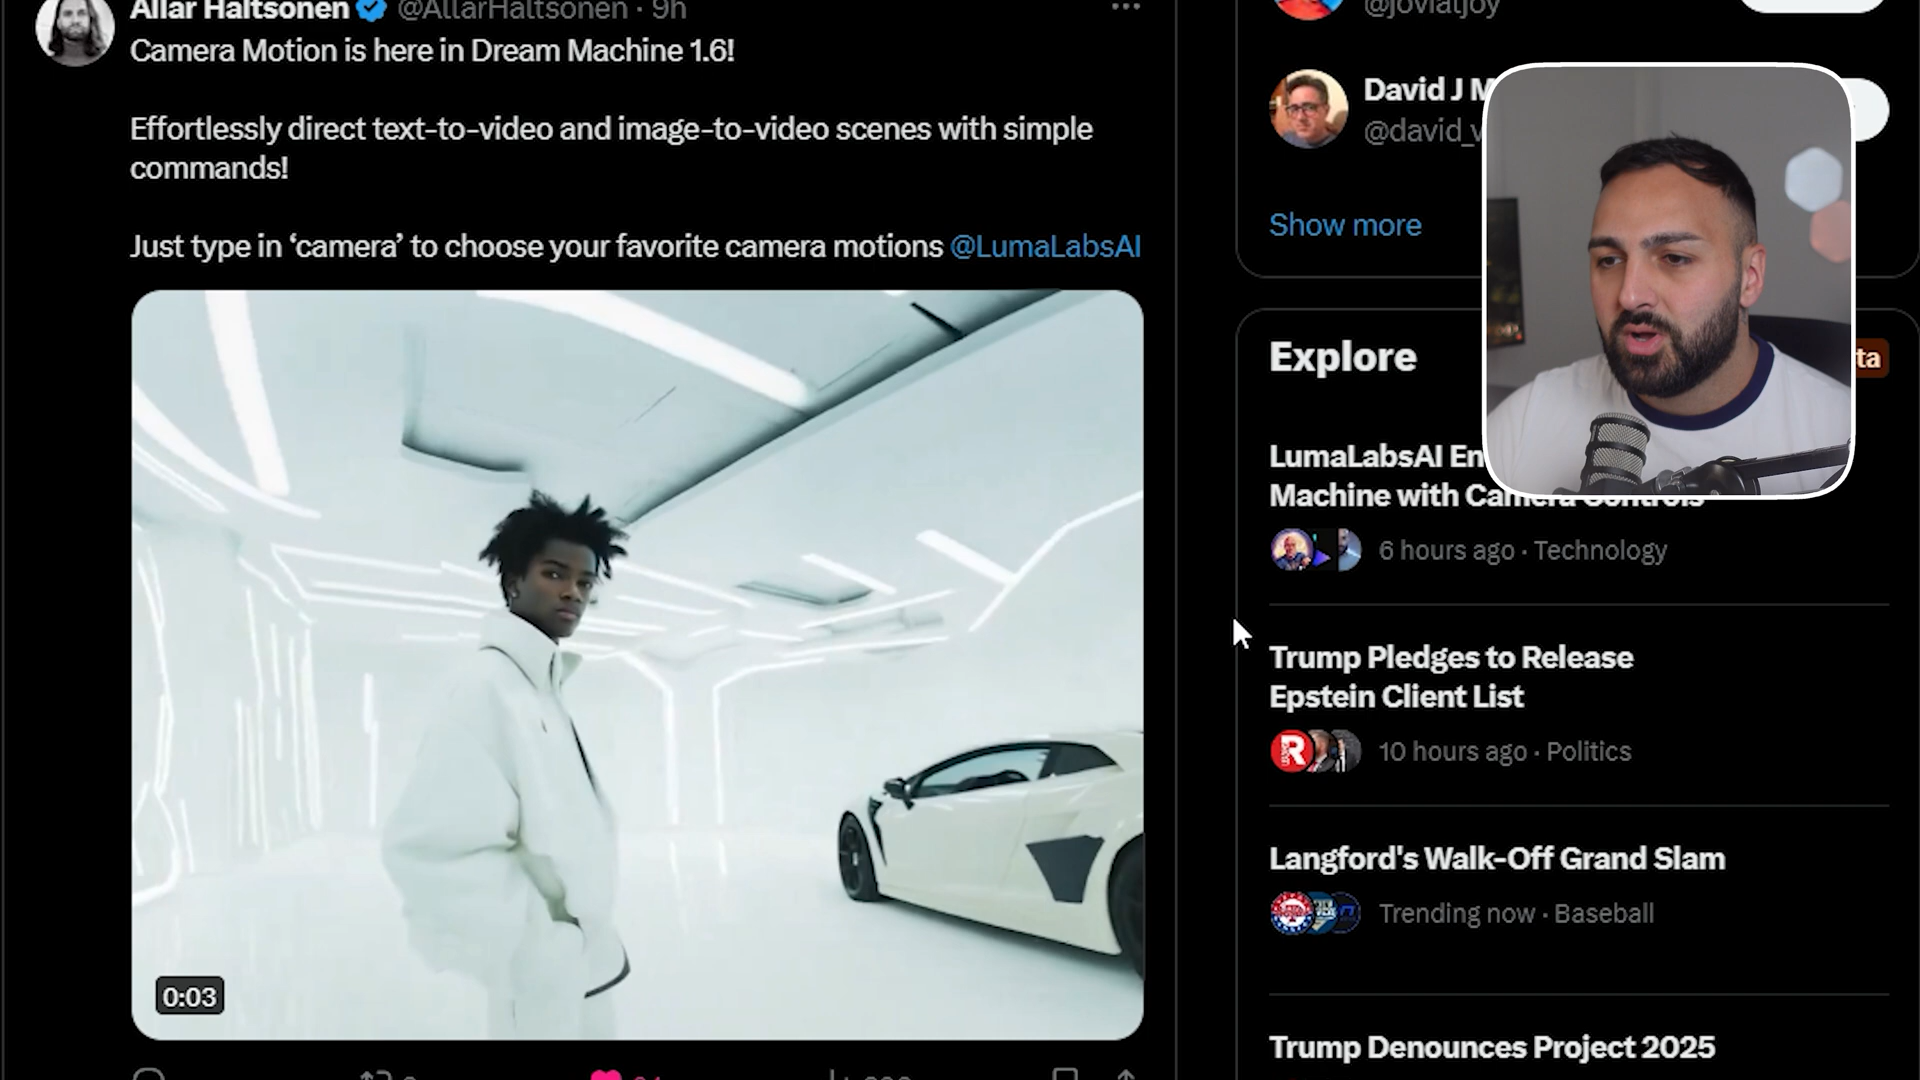 Allar Haltsonen @AllarHaltsonen · 9h
Camera Motion is here in Dream Machine 1.6!
Effortlessly direct text-to-video and image-to-video scenes with simple
commands!
Just type in ‘camera’ to choose your favorite camera motions @LumaLabsAI
0:03
@jovialjoy
David J M
@david_v
Show more
Explore
ta
LumaLabsAI En
Machine with Camera Controls
6 hours ago · Technology
Trump Pledges to Release
Epstein Client List
R
10 hours ago · Politics
Langford's Walk-Off Grand Slam
Trending now · Baseball
Trump Denounces Project 2025